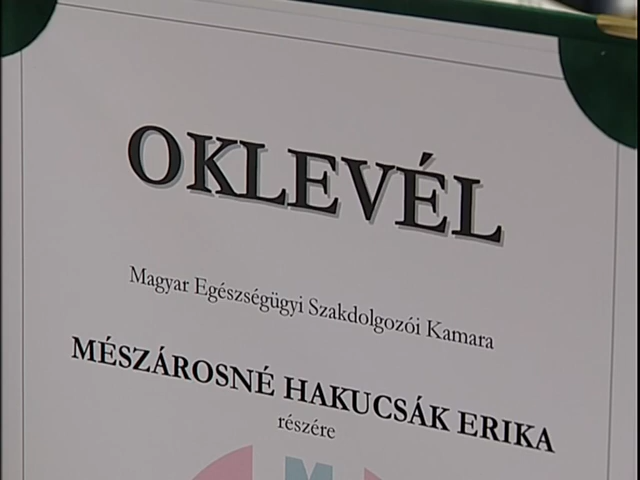 OKLEVÉL
Magyar Egészségügyi Szakdolgozói Kamara
MÉSZÁROSNÉ HAKUCSÁK ERIKA
részére
M